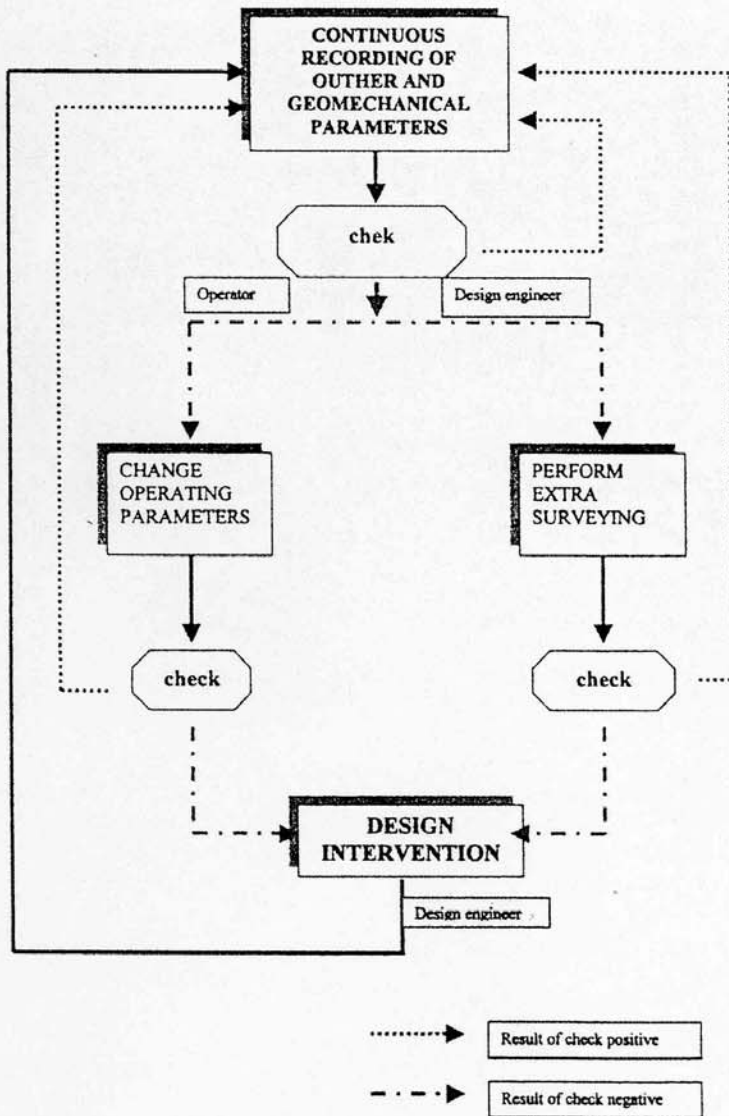 CONTINUOUS
RECORDING OF
OUTHER AND
GEOMECHANICAL
PARAMETERS
chek
Operator
Design engineer
CHANGE
OPERATING
PARAMETERS
PERFORM
EXTRA
SURVEYING
check
check
DESIGN
INTERVENTION
Design engineer
Result of check positive
Result of check negative